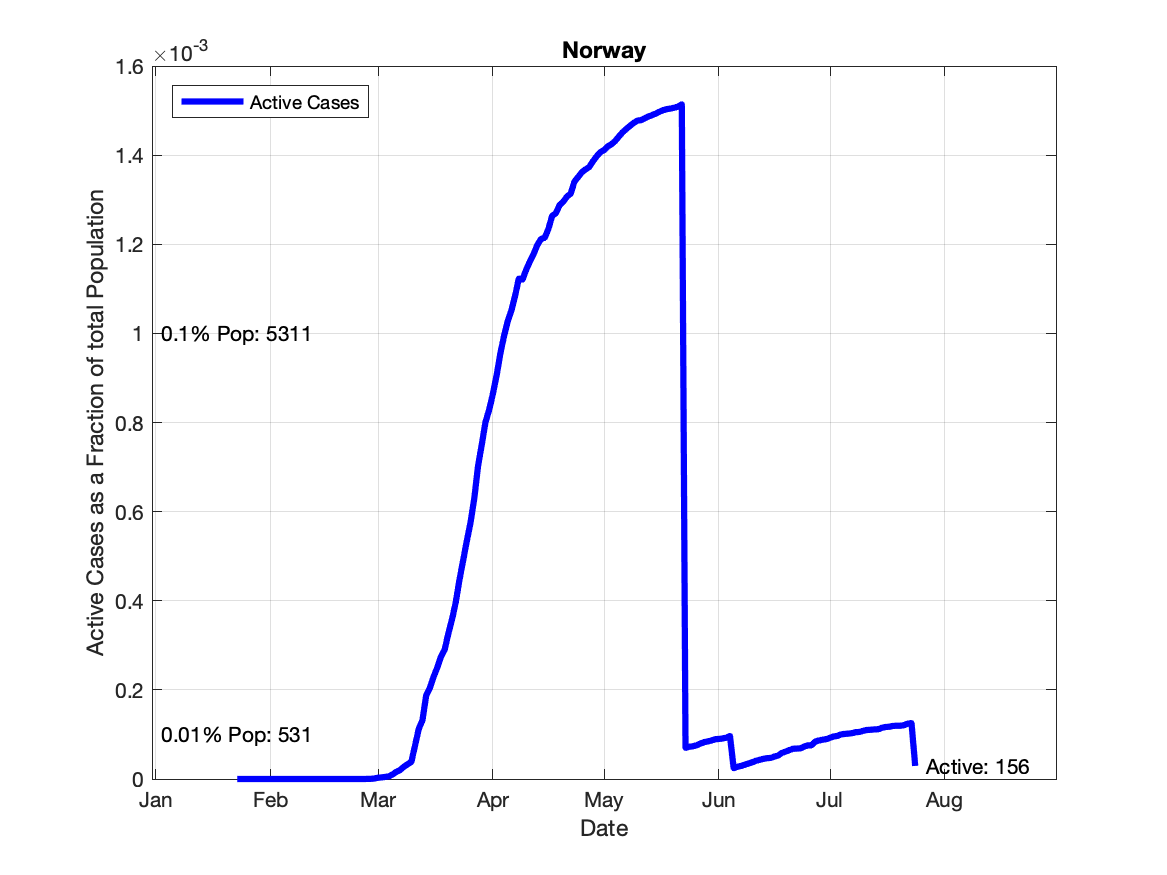 Norway
×10-3
1.6
1.4
1.2
1
0.8
0.6
0.4
0.2
0
Active Cases as a Fraction of total Population
Active Cases
0.1% Pop: 5311
0.01% Pop: 531
Active: 156
Jan Feb Mar Apr May Jun Jul Aug
Date